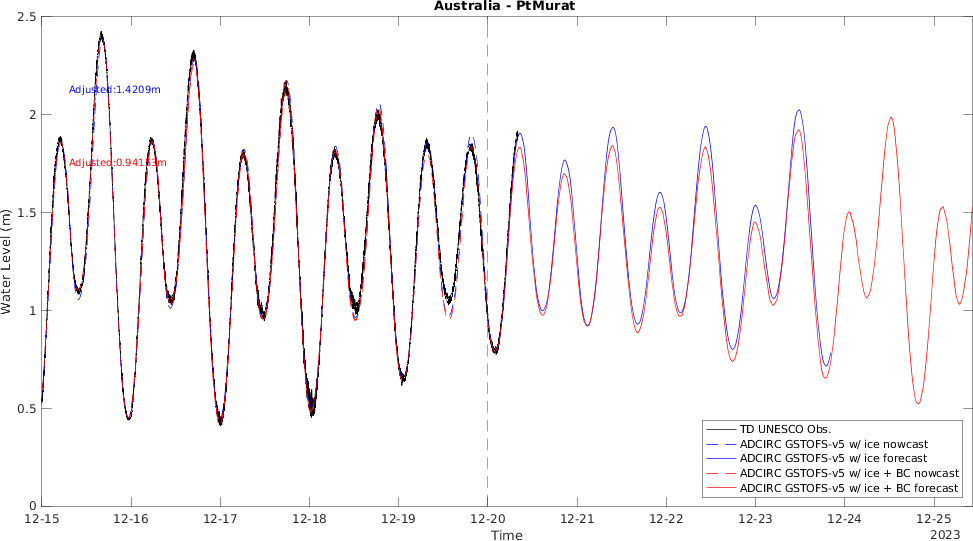 Australia - PtMurat
2.5
2
1.5
1
0.5
0
Water Level (m)
Adjusted:1.4209m
Adjusted:0.94153m
TD UNESCO Obs.
ADCIRC GSTOFS-v5 w/ ice nowcast
ADCIRC GSTOFS-v5 w/ ice forecast
ADCIRC GSTOFS-v5 w/ ice + BC nowcast
ADCIRC GSTOFS-v5 w/ ice + BC forecast
12-15 12-16 12-17 12-18 12-19 12-20 12-21 12-22 12-23 12-24 12-25
Time
2023